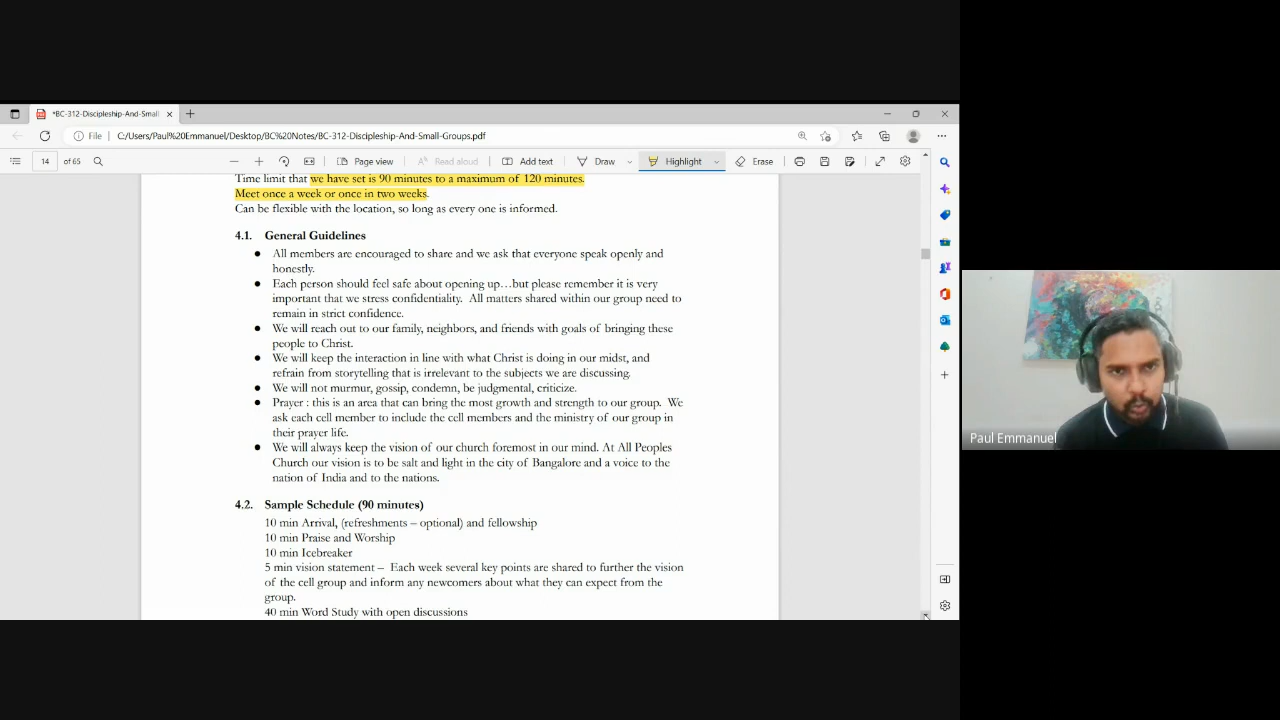 *BC-312-Discipleship-And-Small
File
C:/Users/Paul%20Emmanuel/Desktop/BC%20Notes/BC-312-Discipleship-And-Small-Groups.pdf
14 of 65
Page view
Read aloud
Add text
Draw
Highlight
Erase
Time limit that we have set is 90 minutes to a maximum of 120 minutes.
Meet once a week or once in two weeks.
Can be flexible with the location, so long as every one is informed.
4.1. General Guidelines
● All members are encouraged to share and we ask that everyone speak openly and
honestly.
● Each person should feel safe about opening up…but please remember it is very
important that we stress confidentiality. All matters shared within our group need to
remain in strict confidence.
● We will reach out to our family, neighbors, and friends with goals of bringing these
people to Christ.
● We will keep the interaction in line with what Christ is doing in our midst, and
refrain from storytelling that is irrelevant to the subjects we are discussing.
● We will not murmur, gossip, condemn, be judgmental, criticize.
● Prayer : this is an area that can bring the most growth and strength to our group. We
ask each cell member to include the cell members and the ministry of our group in
their prayer life.
● We will always keep the vision of our church foremost in our mind. At All Peoples
Church our vision is to be salt and light in the city of Bangalore and a voice to the
nation of India and to the nations.
4.2. Sample Schedule (90 minutes)
10 min Arrival, (refreshments – optional) and fellowship
10 min Praise and Worship
10 min Icebreaker
5 min vision statement – Each week several key points are shared to further the vision
of the cell group and inform any newcomers about what they can expect from the
group.
40 min Word Study with open discussions
Paul Emmanuel